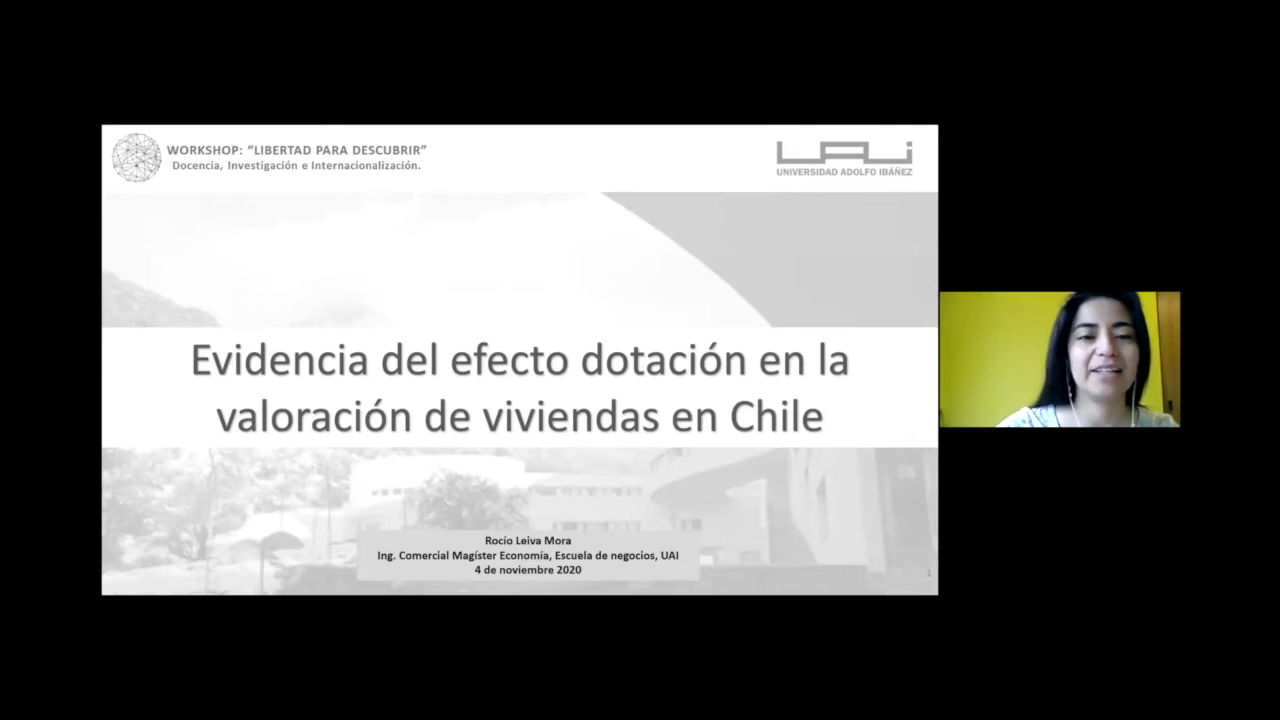 WORKSHOP: “LIBERTAD PARA DESCUBRIR”
Docencia, Investigación e Internacionalización.
UAI
UNIVERSIDAD ADOLFO IBÁÑEZ
Evidencia del efecto dotación en la
valoración de viviendas en Chile
Rocío Leiva Mora
Ing. Comercial Magíster Economía, Escuela de negocios, UAI
4 de noviembre 2020
1